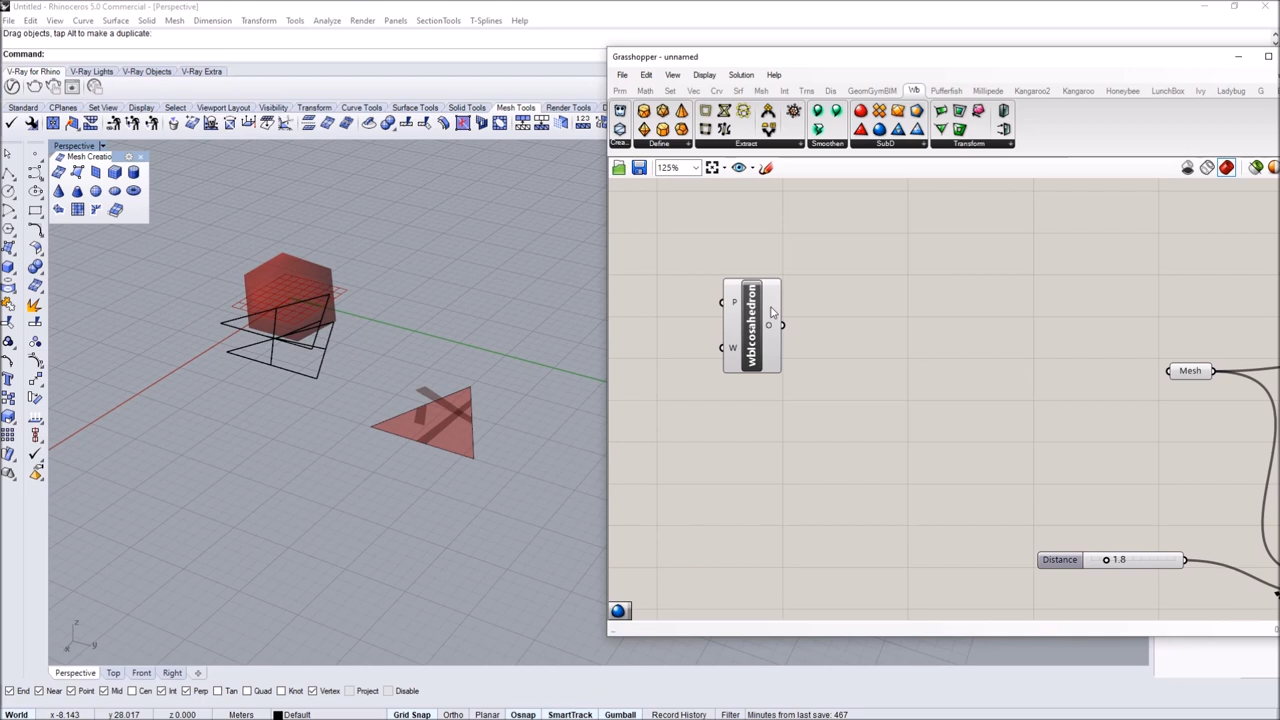 Untitled - Rhinoceros 5.0 Commercial - [Perspective]
File Edit View Curve Surface Solid Mesh Dimension Transform Tools Analyze Render Panels SectionTools T-Splines Help
Drag objects, tap Alt to make a duplicate:
Command:
V-Ray for Rhino V-Ray Lights V-Ray Objects V-Ray Extra
Standard CPlanes Set View Display Select Viewport Layout Visibility Transform Curve Tools Surface Tools Solid Tools Mesh Tools Render Tools
123
Perspective
Mesh Creatio
Grasshopper - unnamed
File Edit View Display Solution Help
Prm Math Set Vec Crv Srf Msh Int Trns Dis GeomGymBIM Wb Pufferfish Millipede Kangaroo2 Kangaroo Honeybee LunchBox Ivy Ladybug G
Crea... Define Extract Smoothen SubD Transform
125%
P
W
wbIcosahedron
O
Mesh
Distance 1.8
z
x
y
Perspective Top Front Right
End Near Point Mid Cen Int Perp Tan Quad Knot Vertex Project Disable
World x -8.143 y 28.017 z 0.000 Meters Default Grid Snap Ortho Planar Osnap SmartTrack Gumball Record History Filter Minutes from last save: 467